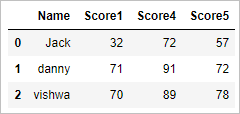 Name Score1 Score4 Score5
0 Jack 32 72 57
1 danny 71 91 72
2 vishwa 70 89 78